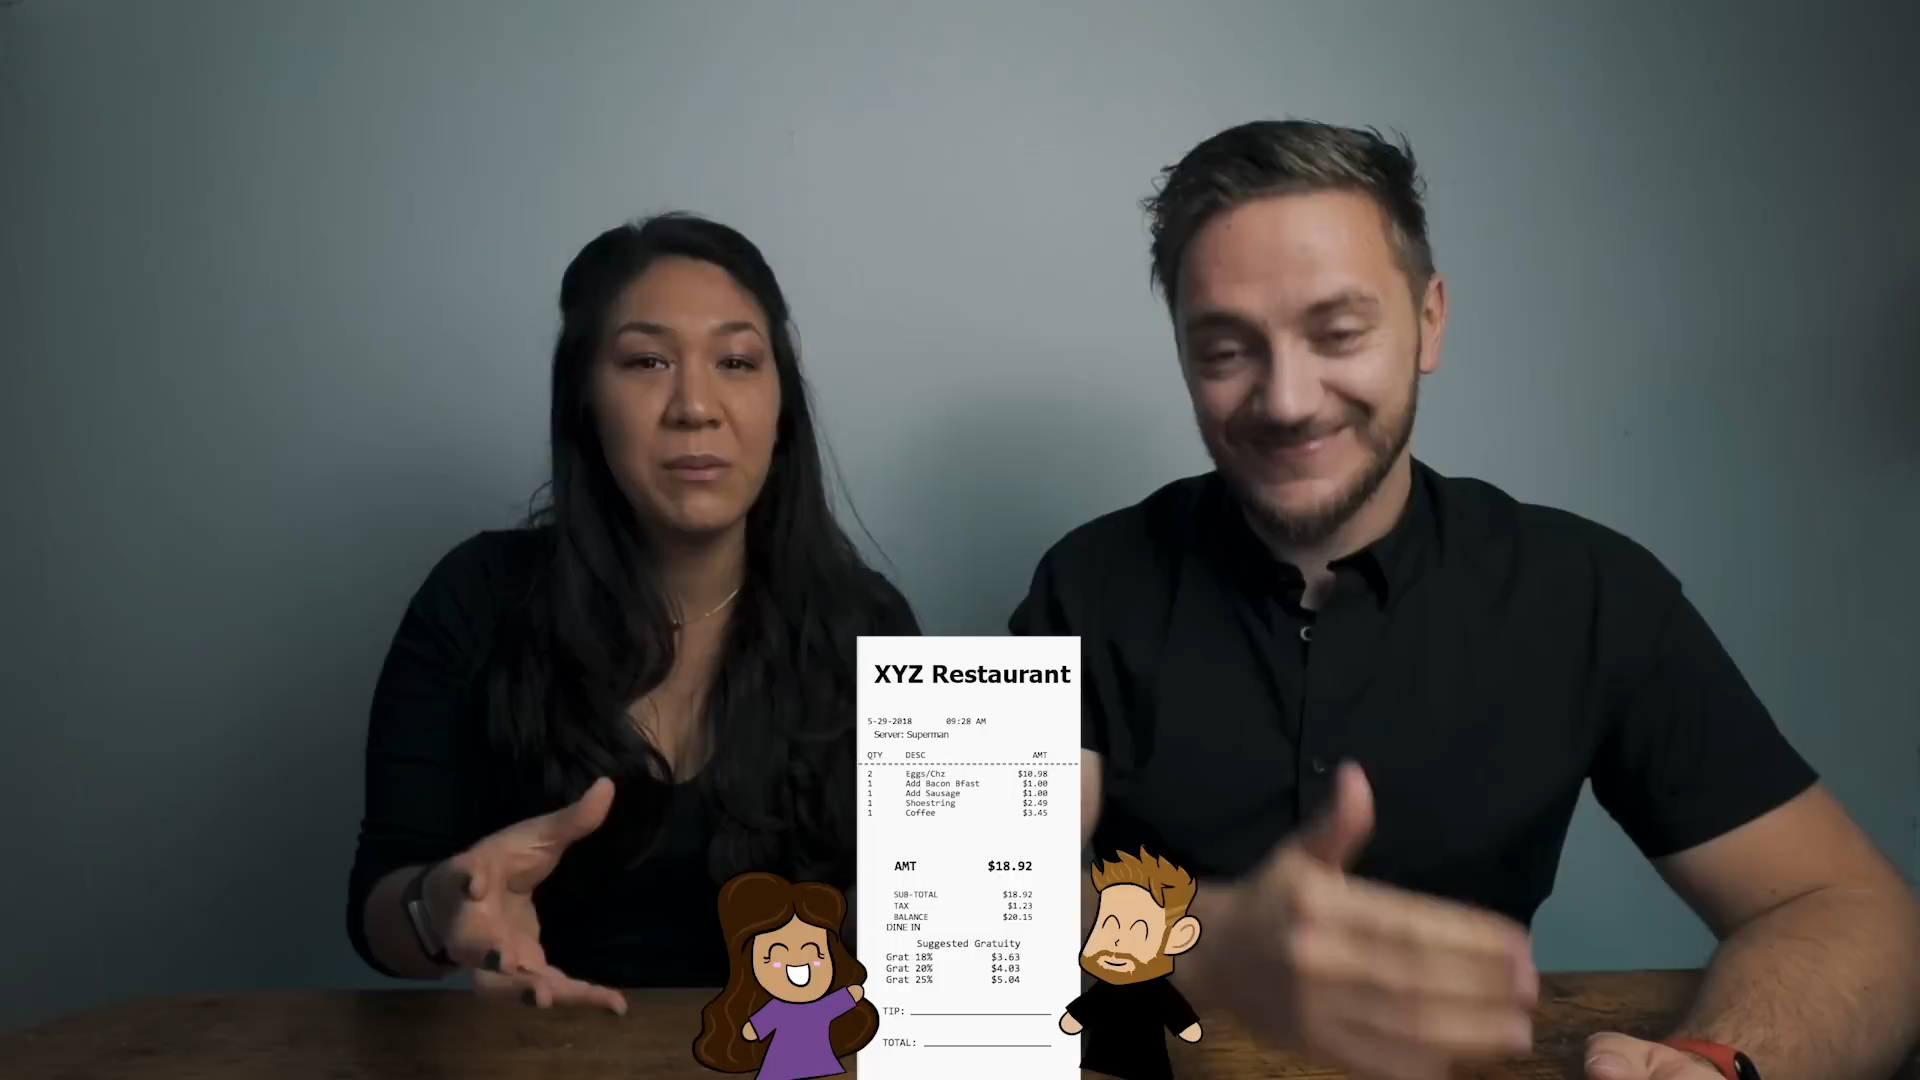 XYZ Restaurant
5-29-2018 09:28 AM
Server: Superman
QTY DESC AMT
2 Eggs/Chz $10.98
1 Add Bacon Bfast $1.00
1 Add Sausage $1.00
1 Shoestring $2.49
1 Coffee $3.45
AMT $18.92
SUB-TOTAL $18.92
TAX $1.23
BALANCE $20.15
DINE IN
Suggested Gratuity
Grat 18% $3.63
Grat 20% $4.03
Grat 25% $5.04
TIP:
TOTAL: